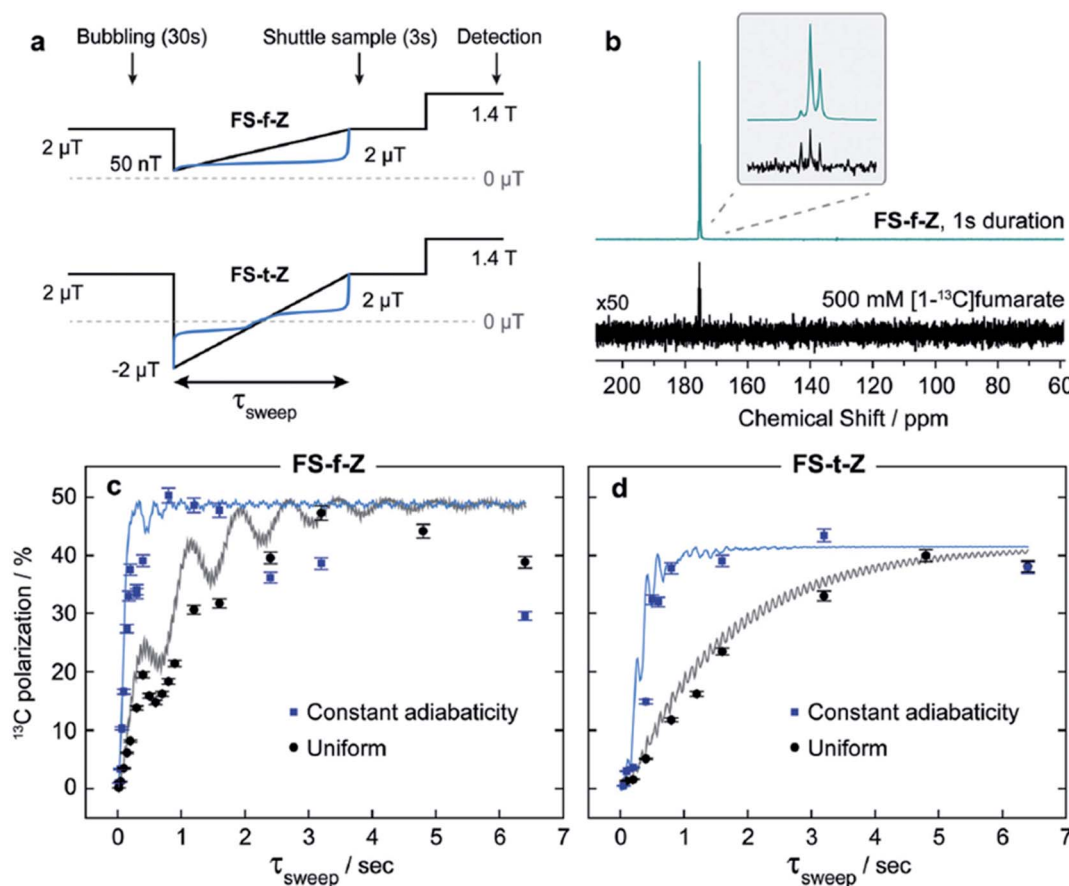 a
Bubbling (30s)
Shuttle sample (3s)
Detection
FS-f-Z
1.4 T
2 µT
50 nT
2 µT
0 µT
FS-t-Z
1.4 T
2 µT
2 µT
0 µT
-2 µT
τsweep
b
FS-f-Z, 1s duration
x50
500 mM [1-¹³C]fumarate
200 180 160 140 120 100 80 60
Chemical Shift / ppm
FS-f-Z
c
50
40
30
20
10
0
¹³C polarization / %
Constant adiabaticity
Uniform
0 1 2 3 4 5 6 7
τsweep / sec
FS-t-Z
d
Constant adiabaticity
Uniform
0 1 2 3 4 5 6 7
τsweep / sec